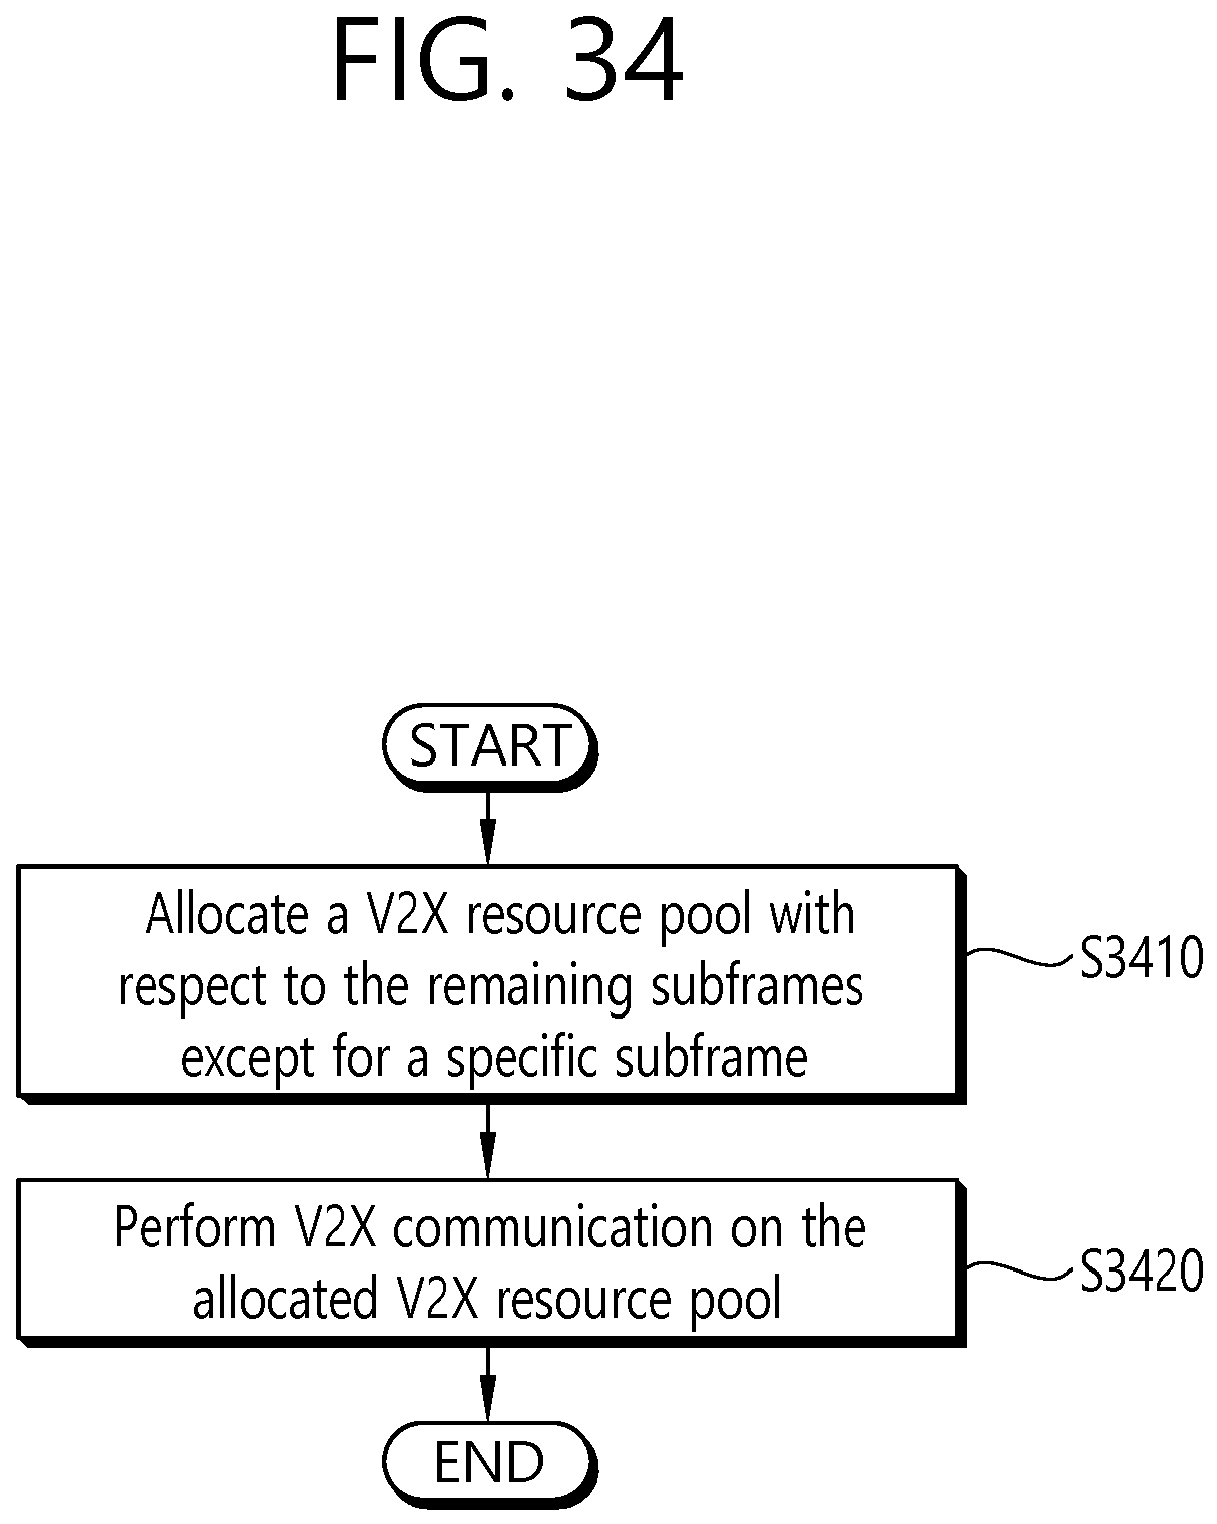 FIG. 34
START
Allocate a V2X resource pool with
respect to the remaining subframes
except for a specific subframe
S3410
Perform V2X communication on the
allocated V2X resource pool
S3420
END